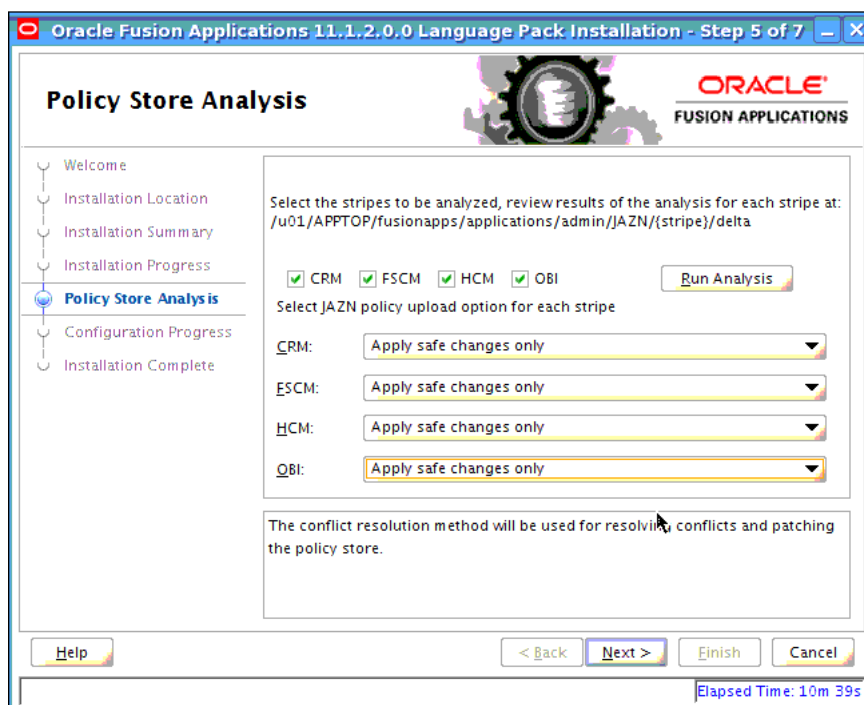 Oracle Fusion Applications 11.1.2.0.0 Language Pack Installation - Step 5 of 7
Policy Store Analysis
ORACLE
FUSION APPLICATIONS
Welcome
Installation Location
Installation Summary
Installation Progress
Policy Store Analysis
Configuration Progress
Installation Complete
Select the stripes to be analyzed, review results of the analysis for each stripe at:
/u01/APPTOP/fusionapps/applications/admin/JAZN/{stripe}/delta
CRM FSCM HCM OBI Run Analysis
Select JAZN policy upload option for each stripe
CRM: Apply safe changes only
FSCM: Apply safe changes only
HCM: Apply safe changes only
OBI: Apply safe changes only
The conflict resolution method will be used for resolving conflicts and patching
the policy store.
Help < Back Next > Finish Cancel
Elapsed Time: 10m 39s